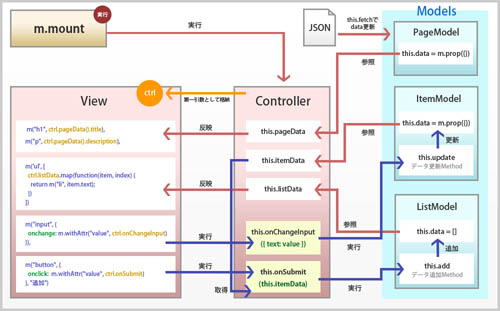 m.mount
実行
実行
JSON
this.fetchで
data更新
Models
PageModel
this.data = m.prop({})
参照
View
ctrl
第一引数として格納
Controller
m("h1", ctrl.pageData().title),
m("p", ctrl.pageData().description),
反映
this.pageData
ItemModel
this.data = m.prop({})
参照
更新
this.update
データ更新Method
m('ul', [
ctrl.listData.map(function(item, index) {
return m("li", item.text);
})
])
this.itemData
反映
this.listData
ListModel
this.data = []
参照
追加
this.add
データ追加Method
m("input", {
onchange: m.withAttr("value", ctrl.onChangeInput)
}),
実行
this.onChangeInput
({ text: value })
実行
m("button", {
onclick: m.withAttr("value", ctrl.onSubmit)
}, "追加")
実行
取得
this.onSubmit
(this.itemData)
実行